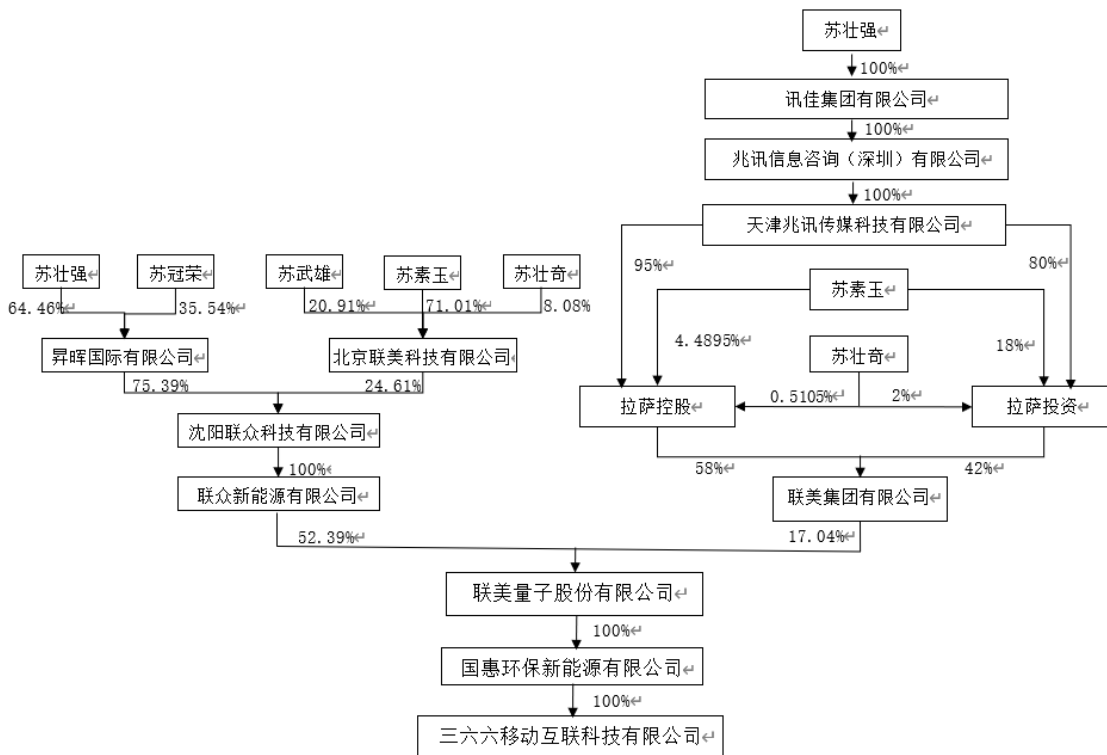 苏壮强↵
100%↵
讯佳集团有限公司↵
100%↵
兆讯信息咨询（深圳）有限公司↵
100%↵
天津兆讯传媒科技有限公司↵
苏壮强↵
苏冠荣↵
苏武雄↵
苏素玉↵
苏壮奇↵
64.46%↵
35.54%↵
20.91%↵
71.01%↵
8.08%↵
95%↵
80%↵
苏素玉↵
昇晖国际有限公司↵
北京联美科技有限公司↵
4.4895%↵
苏壮奇↵
18%↵
75.39%↵
24.61%↵
拉萨控股↵
0.5105%↵
2%↵
拉萨投资↵
沈阳联众科技有限公司↵
100%↵
58%↵
42%↵
联众新能源有限公司↵
联美集团有限公司↵
52.39%↵
17.04%↵
联美量子股份有限公司↵
100%↵
国惠环保新能源有限公司↵
100%↵
三六六移动互联科技有限公司↵